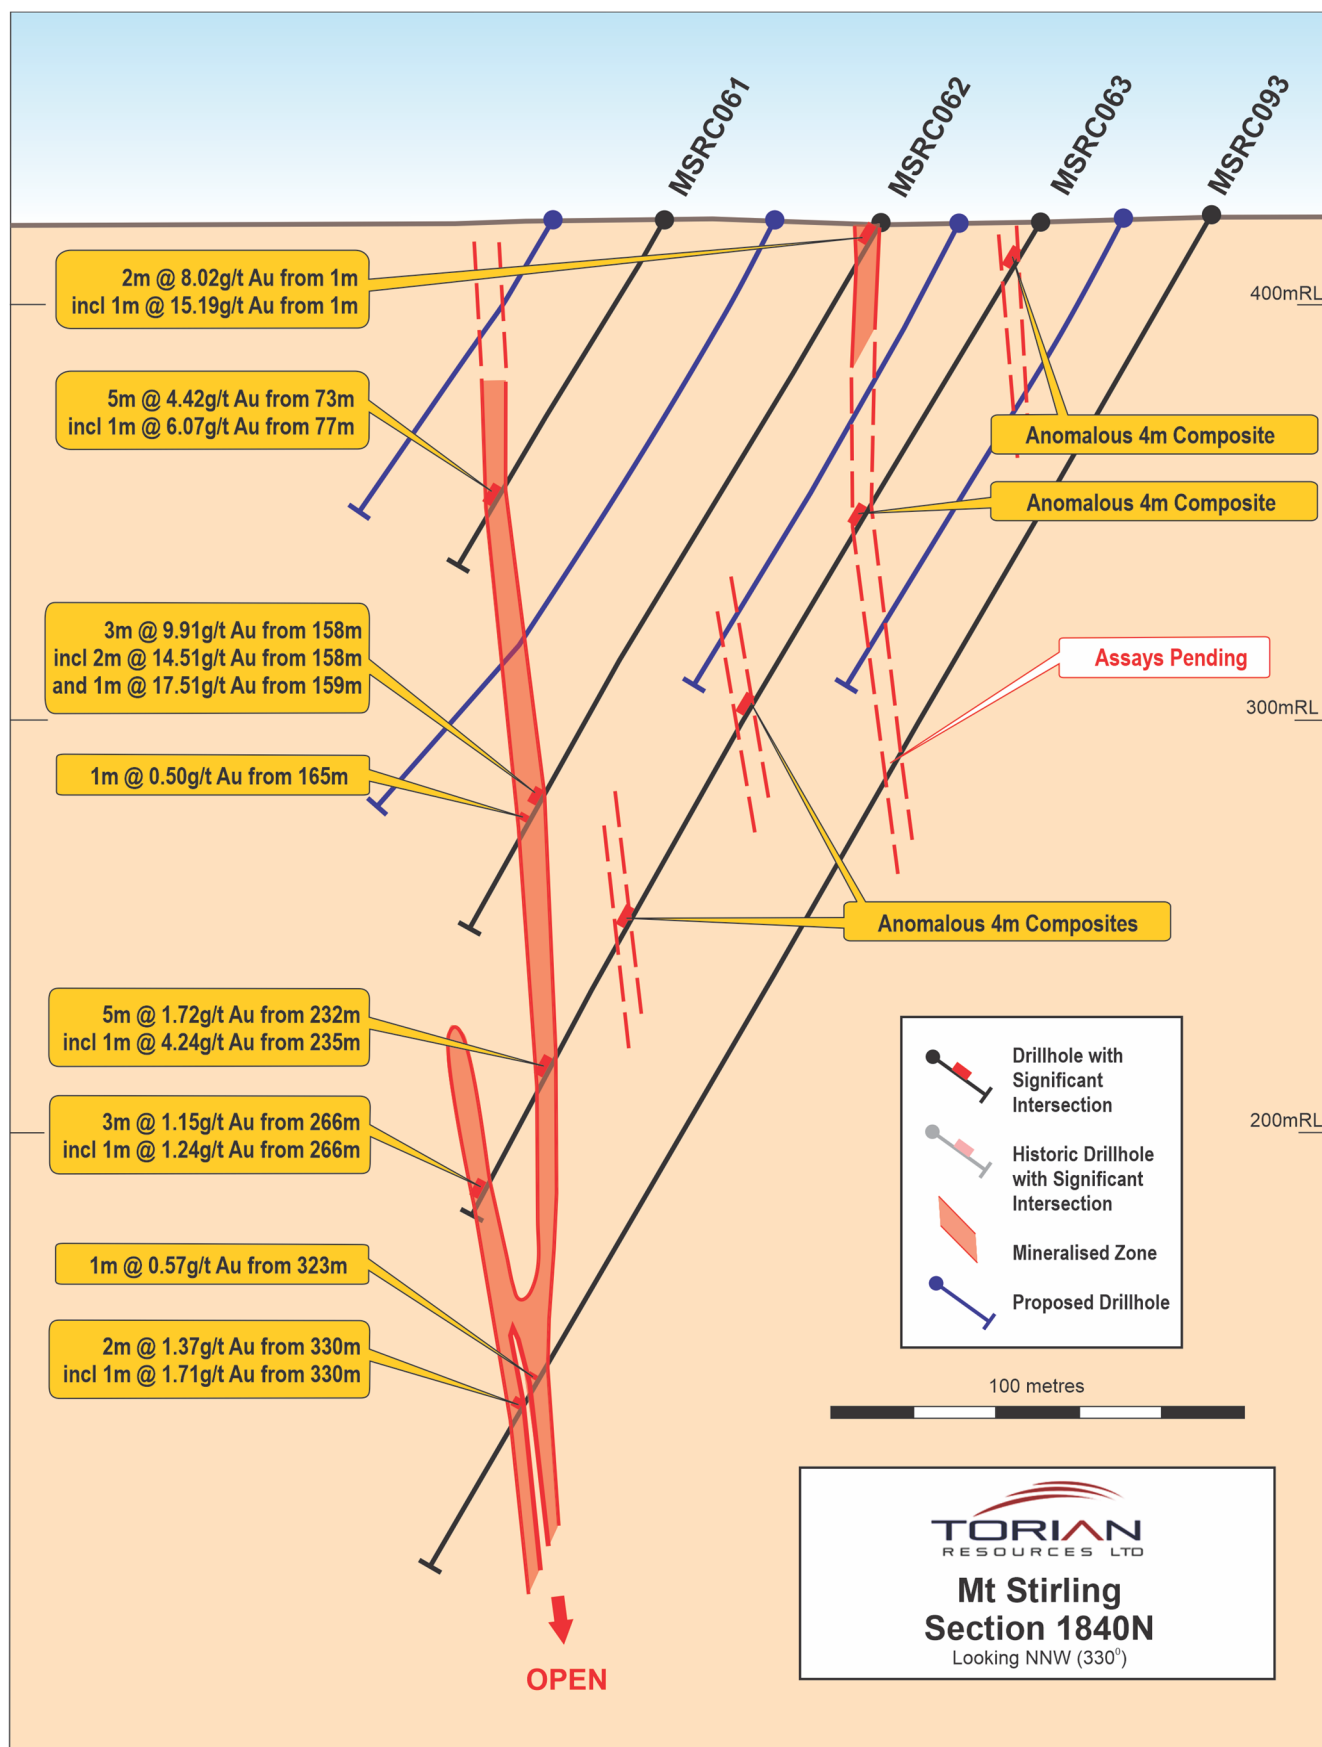 MSRC061
MSRC062
MSRC063
MSRC093
2m @ 8.02g/t Au from 1m
incl 1m @ 15.19g/t Au from 1m
400mRL
5m @ 4.42g/t Au from 73m
incl 1m @ 6.07g/t Au from 77m
Anomalous 4m Composite
Anomalous 4m Composite
3m @ 9.91g/t Au from 158m
incl 2m @ 14.51g/t Au from 158m
and 1m @ 17.51g/t Au from 159m
Assays Pending
300mRL
1m @ 0.50g/t Au from 165m
Anomalous 4m Composites
5m @ 1.72g/t Au from 232m
incl 1m @ 4.24g/t Au from 235m
3m @ 1.15g/t Au from 266m
incl 1m @ 1.24g/t Au from 266m
200mRL
1m @ 0.57g/t Au from 323m
2m @ 1.37g/t Au from 330m
incl 1m @ 1.71g/t Au from 330m
Drillhole with
Significant
Intersection
Historic Drillhole
with Significant
Intersection
Mineralised Zone
Proposed Drillhole
100 metres
TORIAN
RESOURCES LTD
Mt Stirling
Section 1840N
Looking NNW (330⁰)
OPEN